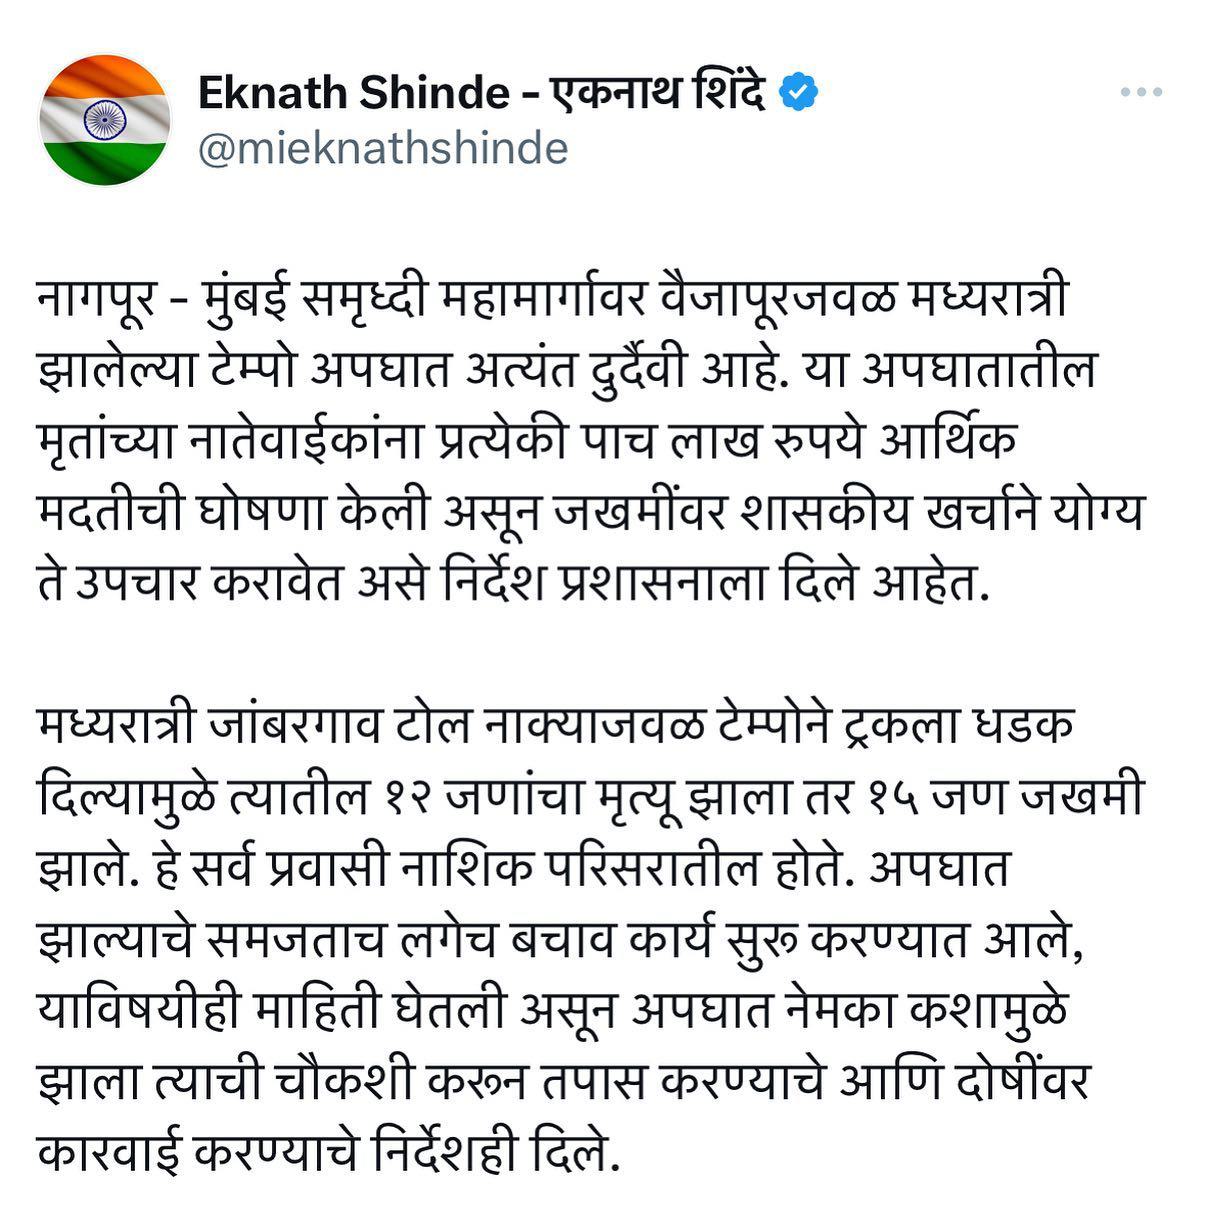 Eknath Shinde - एकनाथ शिंदे
@mieknathshinde
नागपूर - मुंबई समृध्दी महामार्गावर वैजापूरजवळ मध्यरात्री
झालेल्या टेम्पो अपघात अत्यंत दुर्दैवी आहे. या अपघातातील
मृतांच्या नातेवाईकांना प्रत्येकी पाच लाख रुपये आर्थिक
मदतीची घोषणा केली असून जखमींवर शासकीय खर्चाने योग्य
ते उपचार करावेत असे निर्देश प्रशासनाला दिले आहेत.
मध्यरात्री जांबरगाव टोल नाक्याजवळ टेम्पोने ट्रकला धडक
दिल्यामुळे त्यातील १२ जणांचा मृत्यू झाला तर १५ जण जखमी
झाले. हे सर्व प्रवासी नाशिक परिसरातील होते. अपघात
झाल्याचे समजताच लगेच बचाव कार्य सुरू करण्यात आले,
याविषयीही माहिती घेतली असून अपघात नेमका कशामुळे
झाला त्याची चौकशी करून तपास करण्याचे आणि दोषींवर
कारवाई करण्याचे निर्देशही दिले.